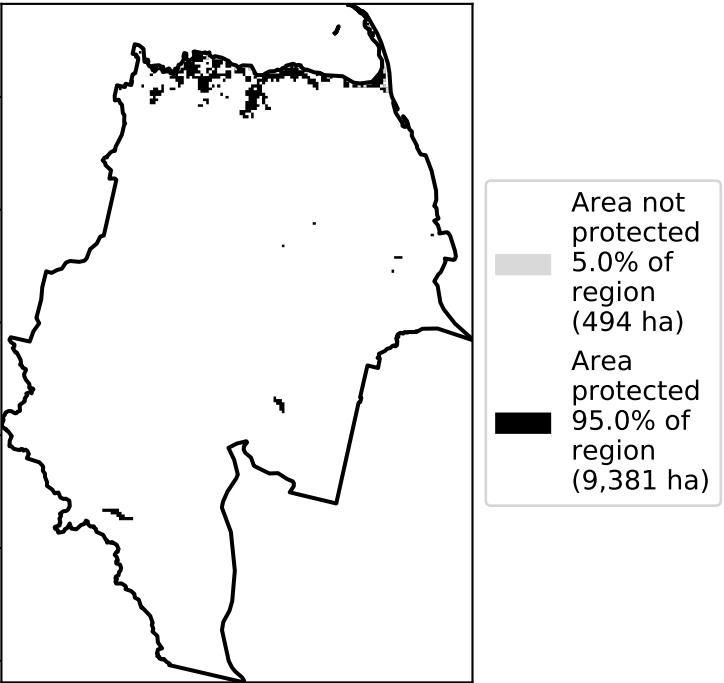 Area not
protected
5.0% of
region
(494 ha)
Area
protected
95.0% of
region
(9,381 ha)